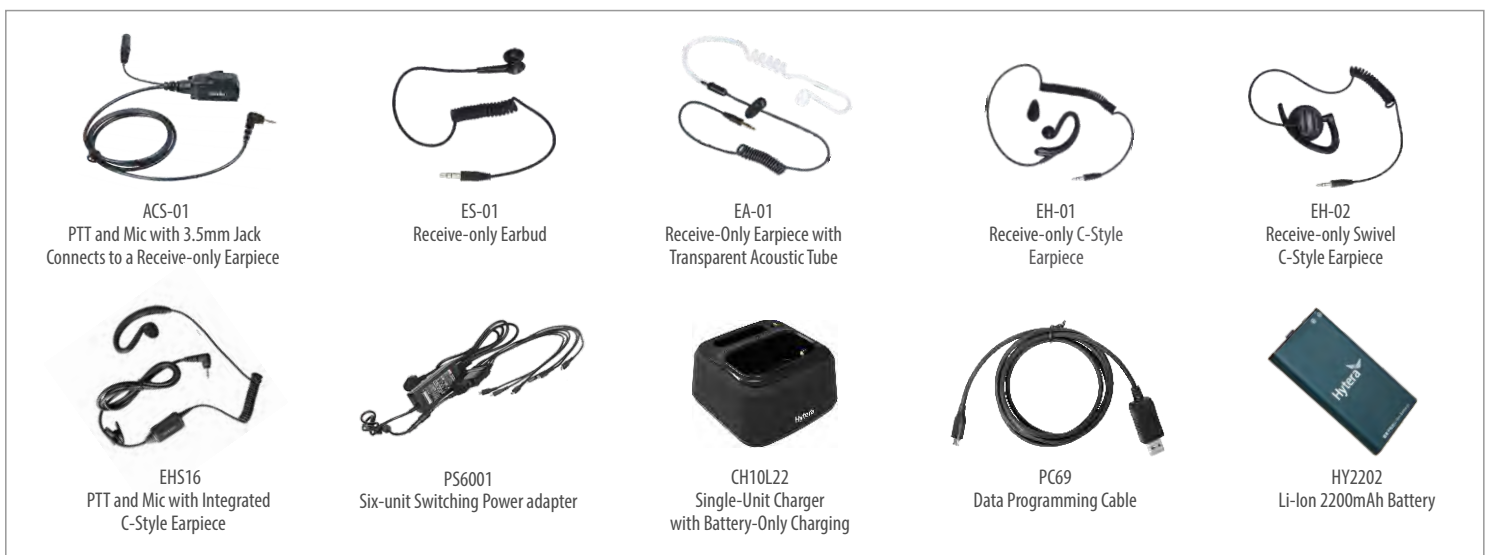 ACS-01
PTT and Mic with 3.5mm Jack
Connects to a Receive-only Earpiece
ES-01
Receive-only Earbud
EA-01
Receive-Only Earpiece with
Transparent Acoustic Tube
EH-01
Receive-only C-Style
Earpiece
EH-02
Receive-only Swivel
C-Style Earpiece
EHS16
PTT and Mic with Integrated
C-Style Earpiece
PS6001
Six-unit Switching Power adapter
Hytera
CH10L22
Single-Unit Charger
with Battery-Only Charging
PC69
Data Programming Cable
Hytera
HY2202
Li-Ion 2200mAh Battery